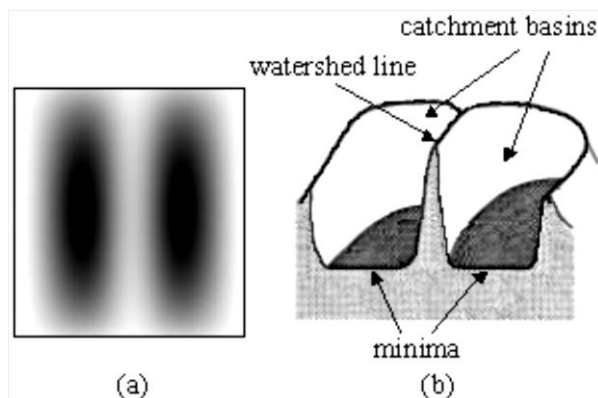 catchment basins
watershed line
minima
(a)
(b)